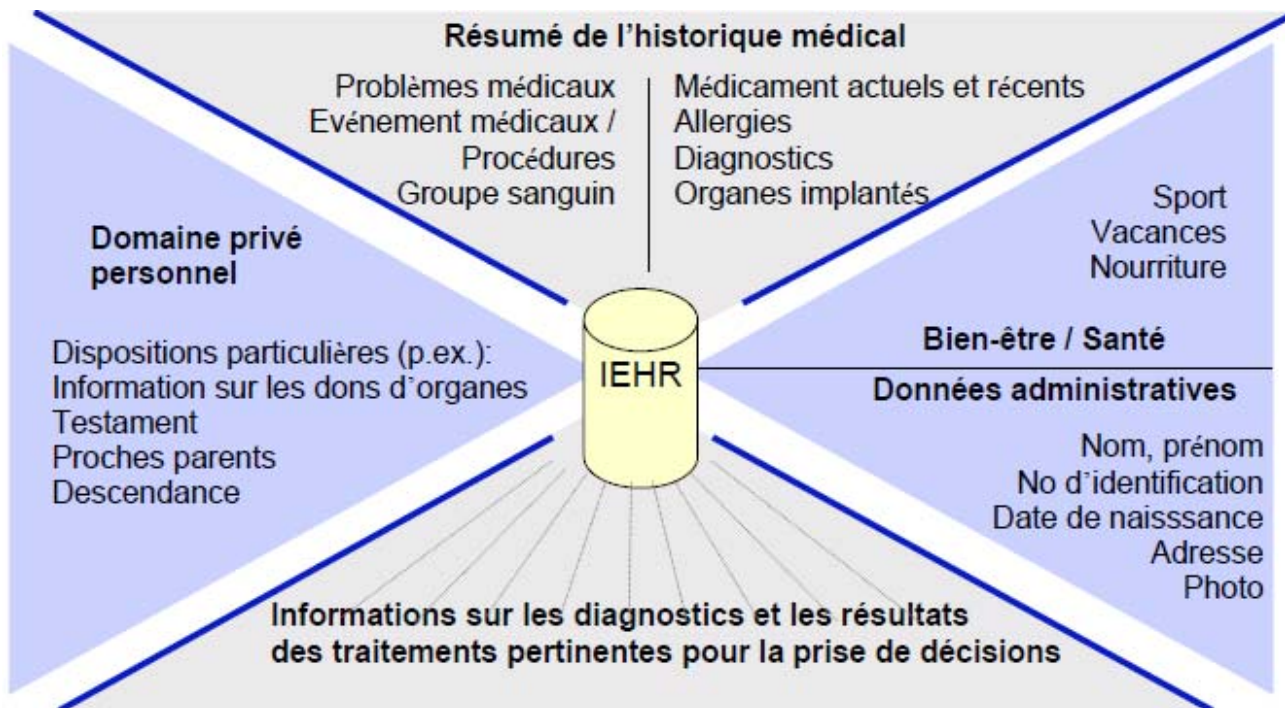 Résumé de l'historique médical
Problèmes médicaux
Evénement médicaux /
Procédures
Groupe sanguin
Médicament actuels et récents
Allergies
Diagnostics
Organes implantés
Domaine privé
personnel
Dispositions particulières (p.ex.):
Information sur les dons d'organes
Testament
Proches parents
Descendance
IEHR
Sport
Vacances
Nourriture
Bien-être / Santé
Données administratives
Nom, prénom
No d'identification
Date de naisssance
Adresse
Photo
Informations sur les diagnostics et les résultats
des traitements pertinentes pour la prise de décisions